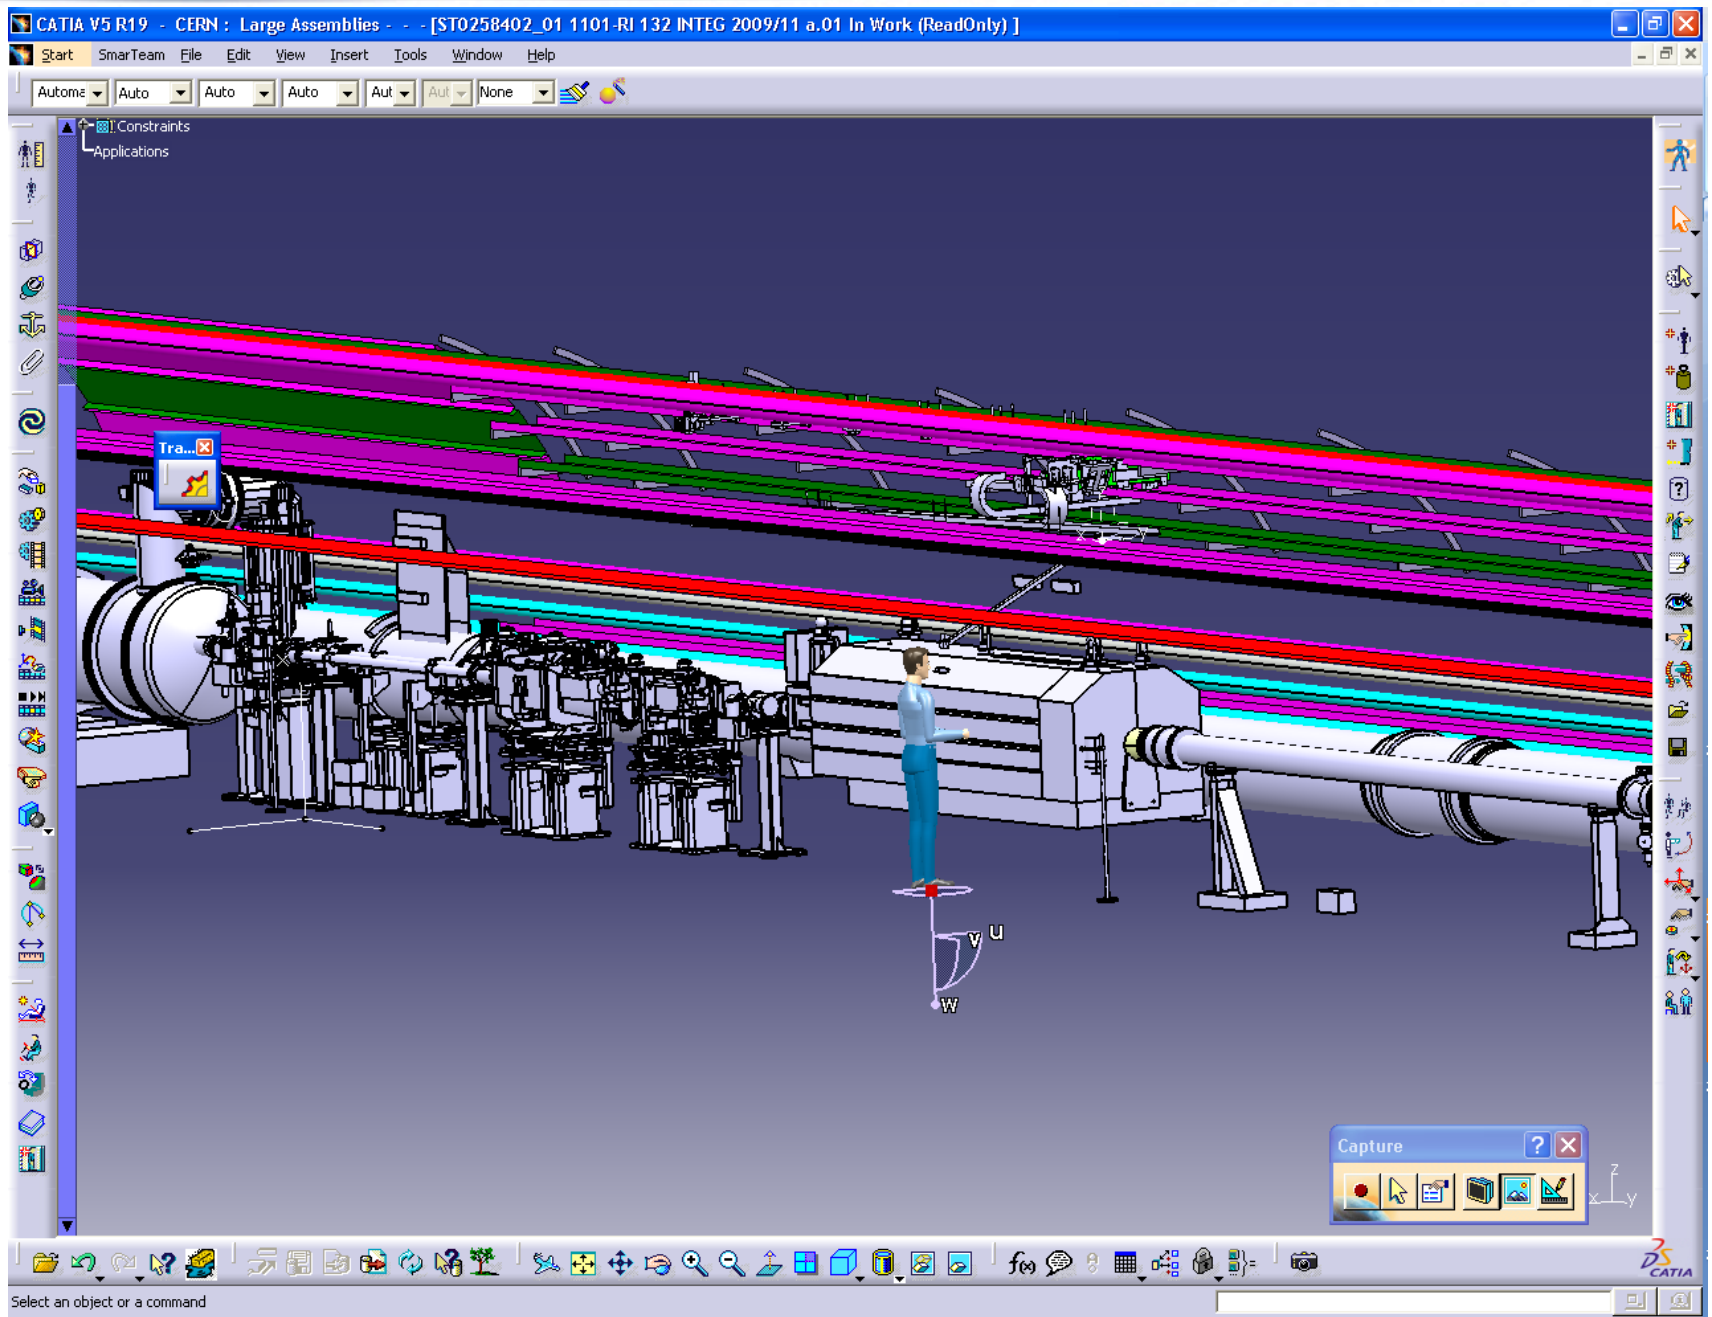 CATIA V5 R19 - CERN : Large Assemblies - - - [ST0258402_01 1101-RI 132 INTEG 2009/11 a.01 In Work (ReadOnly) ]
Start SmarTeam File Edit View Insert Tools Window Help
Automa Auto Auto Auto Aut Aut None
Constraints
Applications
Tra...
x y
v u
w
Capture
z
x y
f(x)
DS CATIA
Select an object or a command